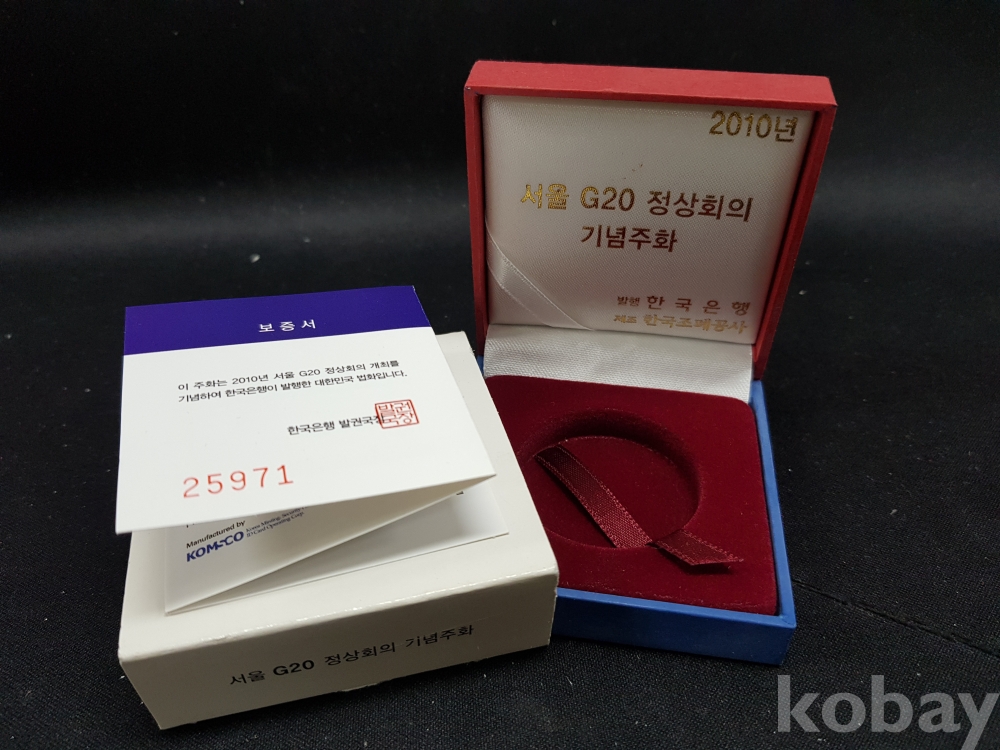 2010년
서울 G20 정상회의
기념주화
발행 한국은행
제조 한국조폐공사
보증서
이 주화는 2010년 서울 G20 정상회의 개최를
기념하여 한국은행이 발행한 대한민국 법화입니다.
한국은행 발권국장
발권국장
25971
Manufactured by
KOMSCO
서울 G20 정상회의 기념주화
kobay